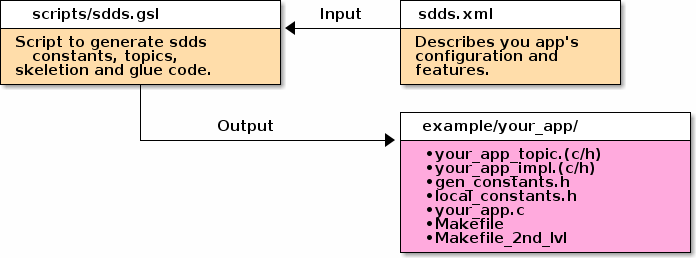 scripts/sdds.gsl
Input
sdds.xml
Script to generate sdds
constants, topics,
skeletion and glue code.
Describes you app's
configuration and
features.
Output
example/your_app/
•your_app_topic.(c/h)
•your_app_impl.(c/h)
•gen_constants.h
•local_constants.h
•your_app.c
•Makefile
•Makefile_2nd_lvl